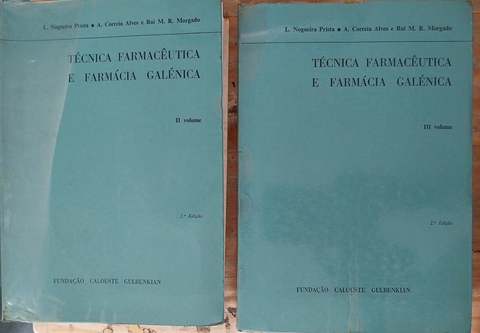 L. Nogueira Prista • A. Correia Alves e Rui M. R. Morgado
TÉCNICA FARMACÊUTICA
E FARMÁCIA GALÉNICA
II volume
2.ª Edição
FUNDAÇÃO CALOUSTE GULBENKIAN
L. Nogueira Prista • A. Correia Alves e Rui M. R. Morgado
TÉCNICA FARMACÊUTICA
E FARMÁCIA GALÉNICA
III volume
2.ª Edição
FUNDAÇÃO CALOUSTE GULBENKIAN